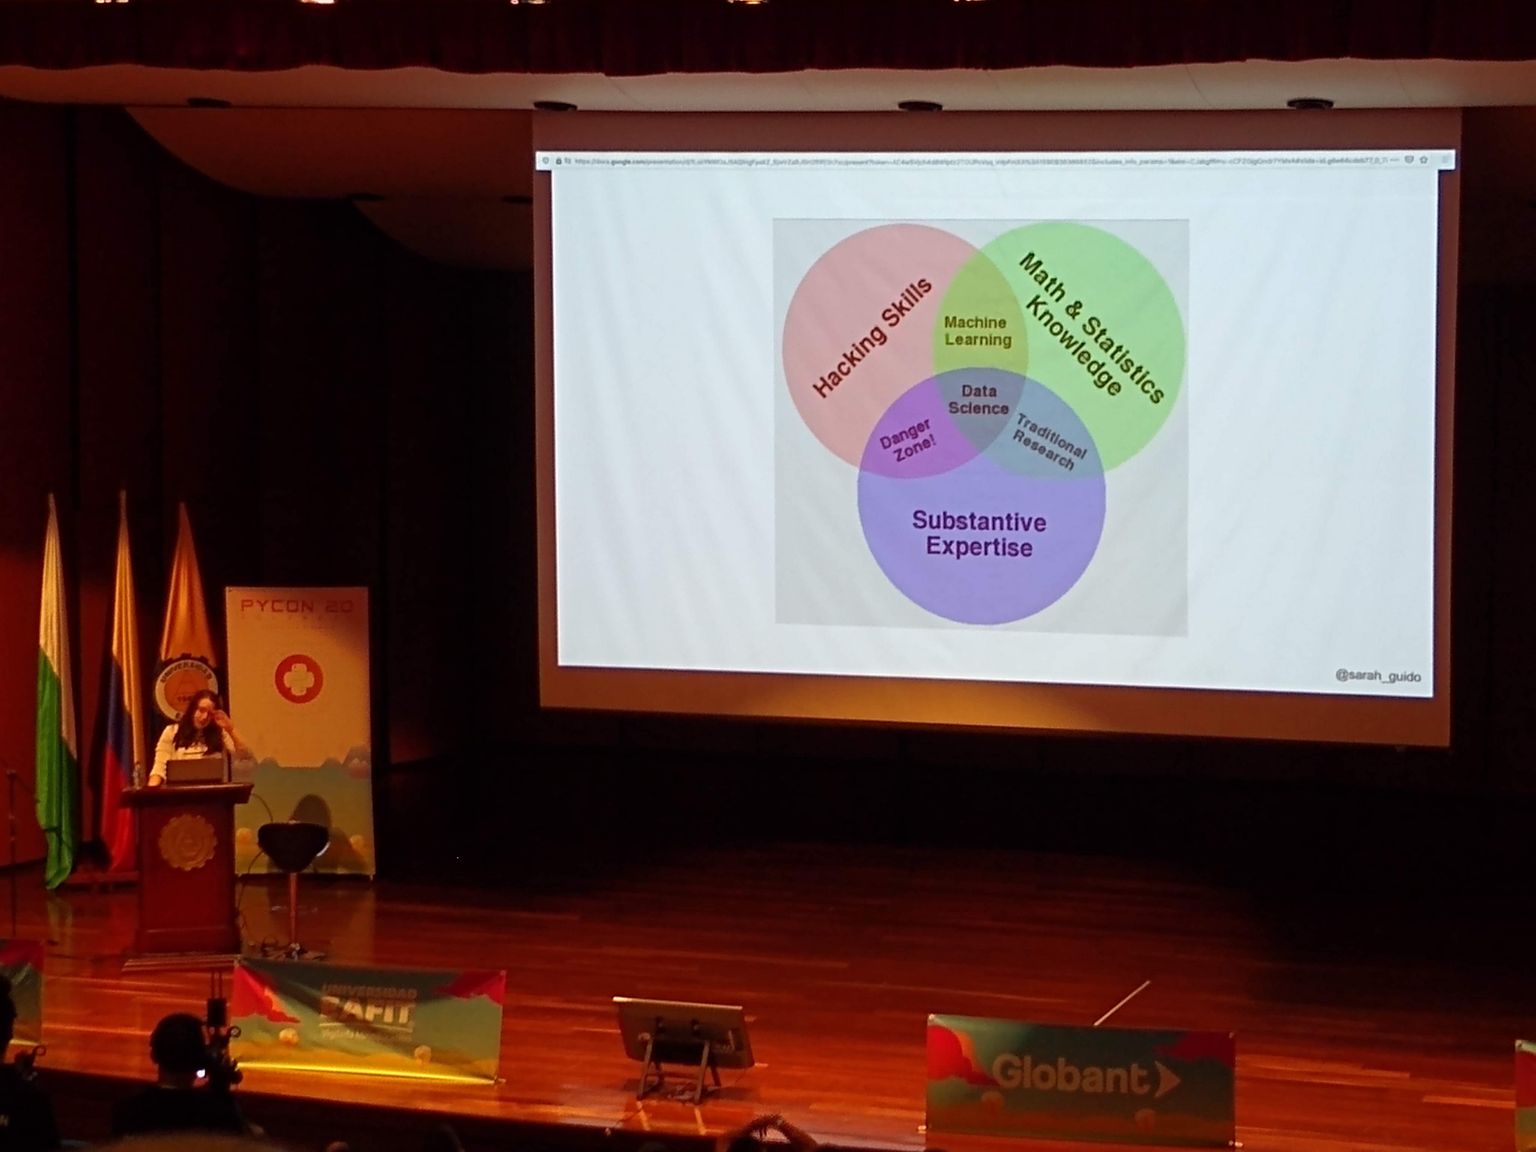 Hacking Skills
Math & Statistics
Knowledge
Machine
Learning
Data
Science
Danger
Zone!
Traditional
Research
Substantive
Expertise
@sarah_guido
PYCON 20
UNIVERSIDAD
EAFIT
Globant